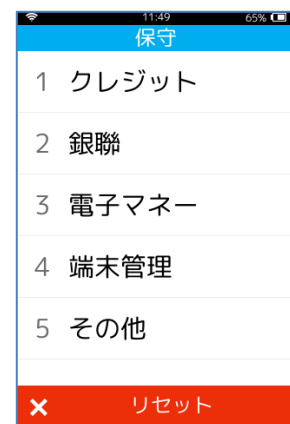 11:49 65%
保守
1 クレジット
2 銀聯
3 電子マネー
4 端末管理
5 その他
× リセット